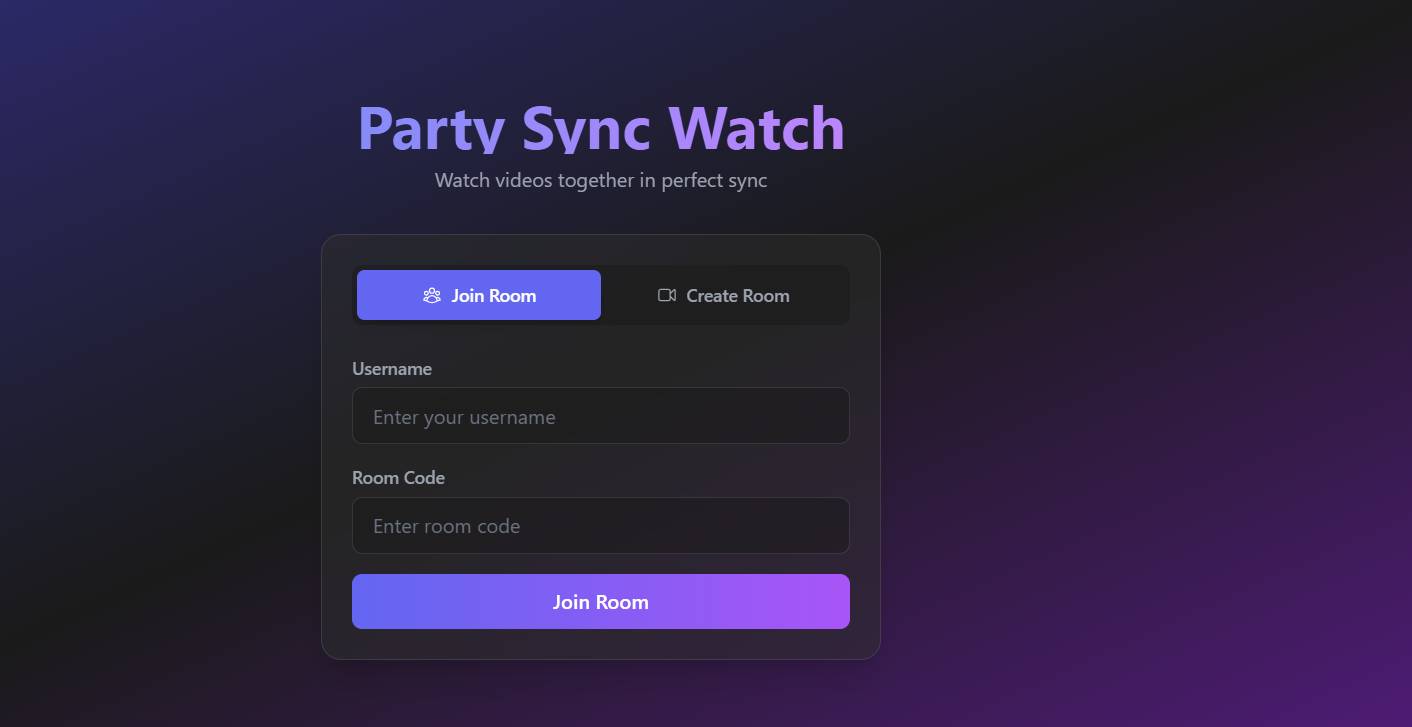 Party Sync Watch
Watch videos together in perfect sync
Join Room
Create Room
Username
Enter your username
Room Code
Enter room code
Join Room